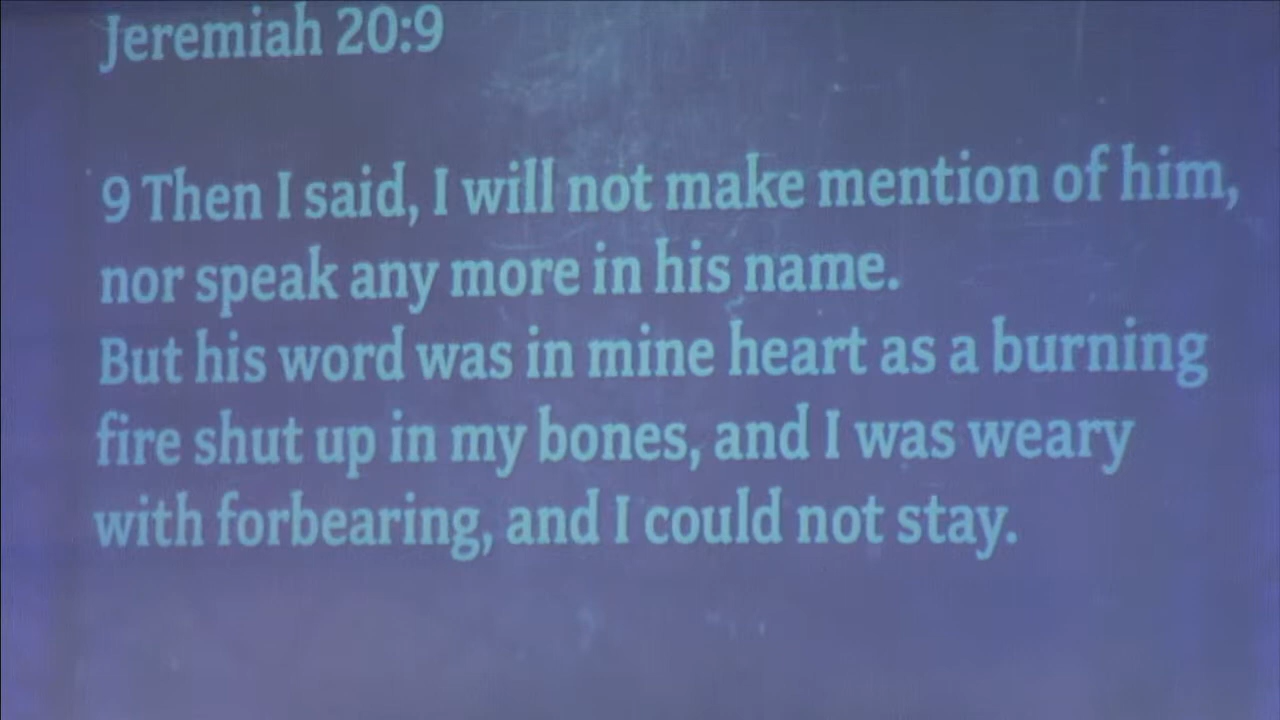 Jeremiah 20:9
9 Then I said, I will not make mention of him,
nor speak any more in his name.
But his word was in mine heart as a burning
fire shut up in my bones, and I was weary
with forbearing, and I could not stay.